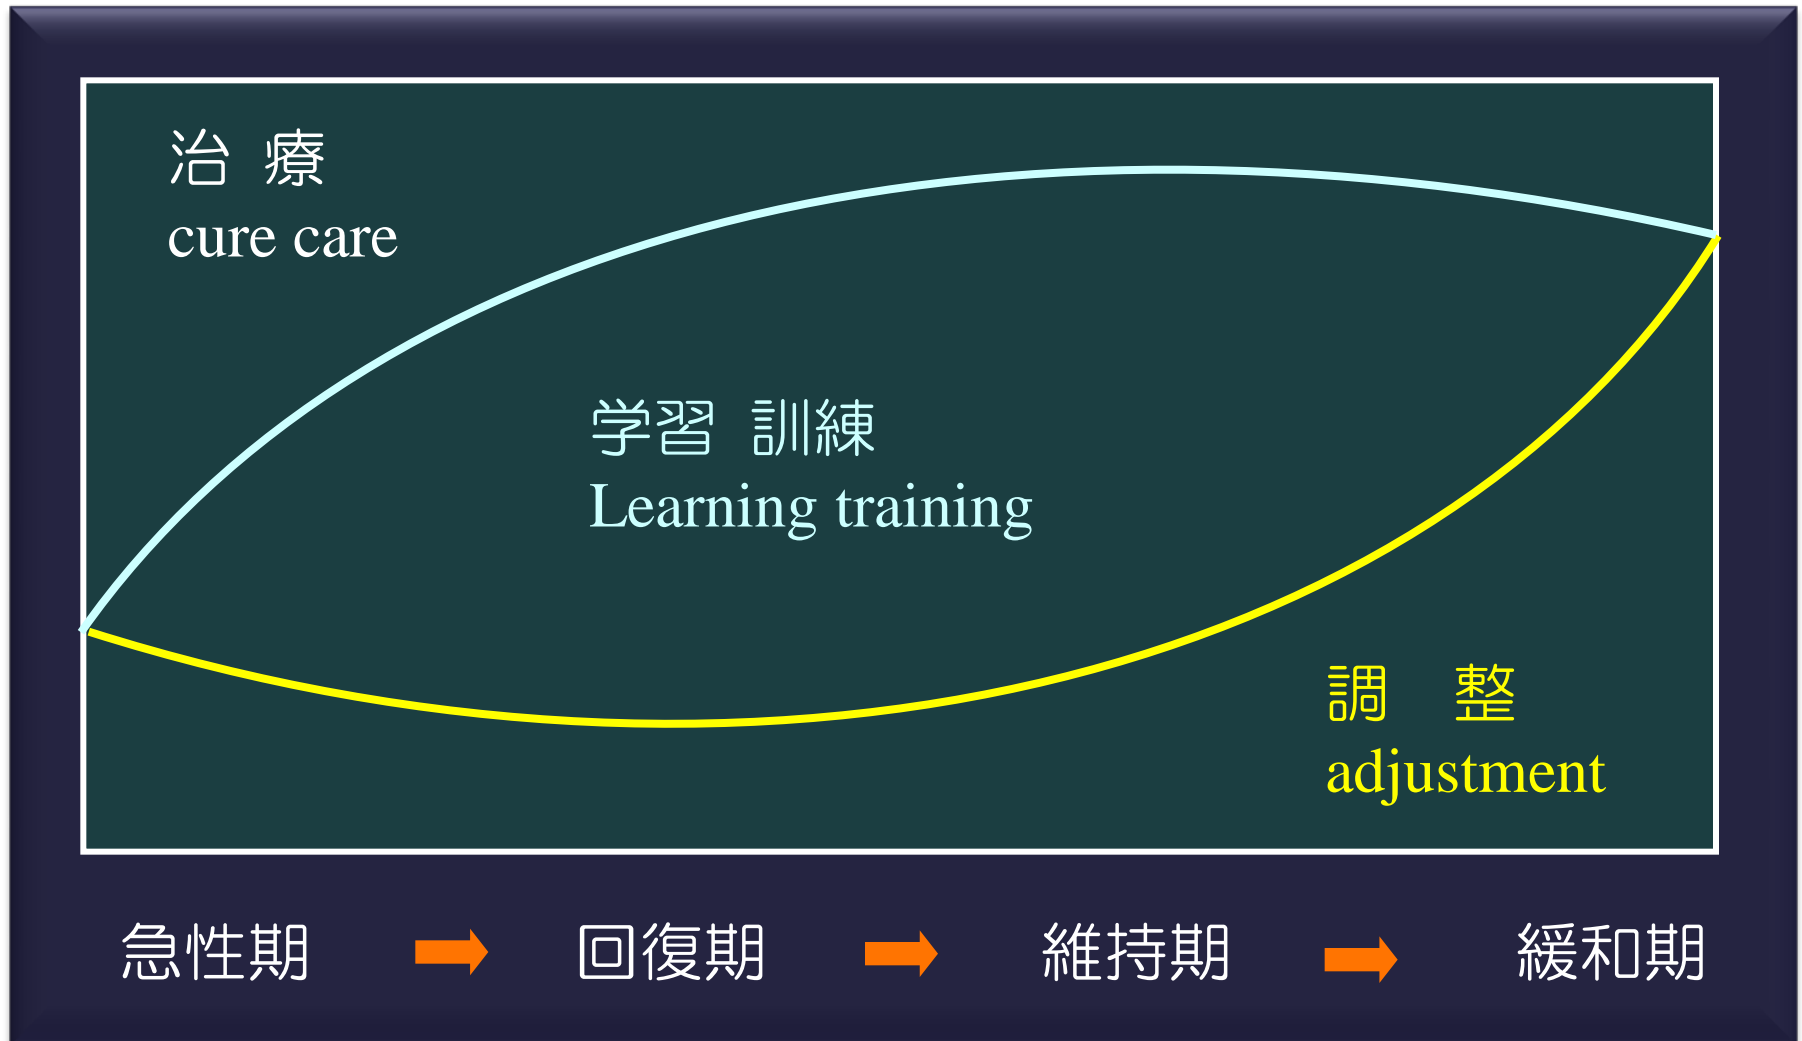 治 療
cure care
学習 訓練
Learning training
調 整
adjustment
急性期 回復期 維持期 緩和期